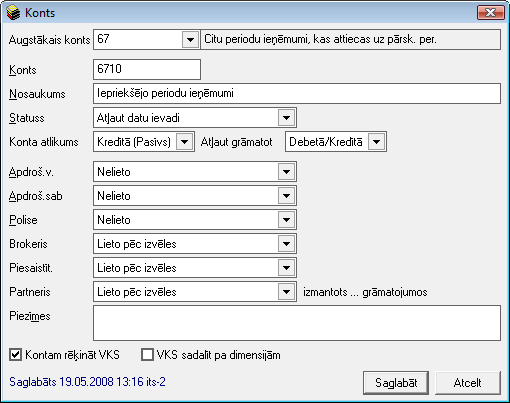 Konts
Augstākais konts 67 Citu periodu ieņēmumi, kas attiecas uz pārsk. per.
Konts 6710
Nosaukums Iepriekšējo periodu ieņēmumi
Statuss Atļaut datu ievadi
Konta atlikums Kredītā (Pasīvs) Atļaut grāmatot Debetā/Kredītā
Apdroš.v. Nelieto
Apdroš.sab Nelieto
Polise Nelieto
Brokeris Lieto pēc izvēles
Piesaistīt. Lieto pēc izvēles
Partneris Lieto pēc izvēles izmantots ... grāmatojumos
Piezīmes
Kontam rēķināt VKS VKS sadalīt pa dimensijām
Saglabāts 19.05.2008 13:16 its-2 Saglabāt Atcelt